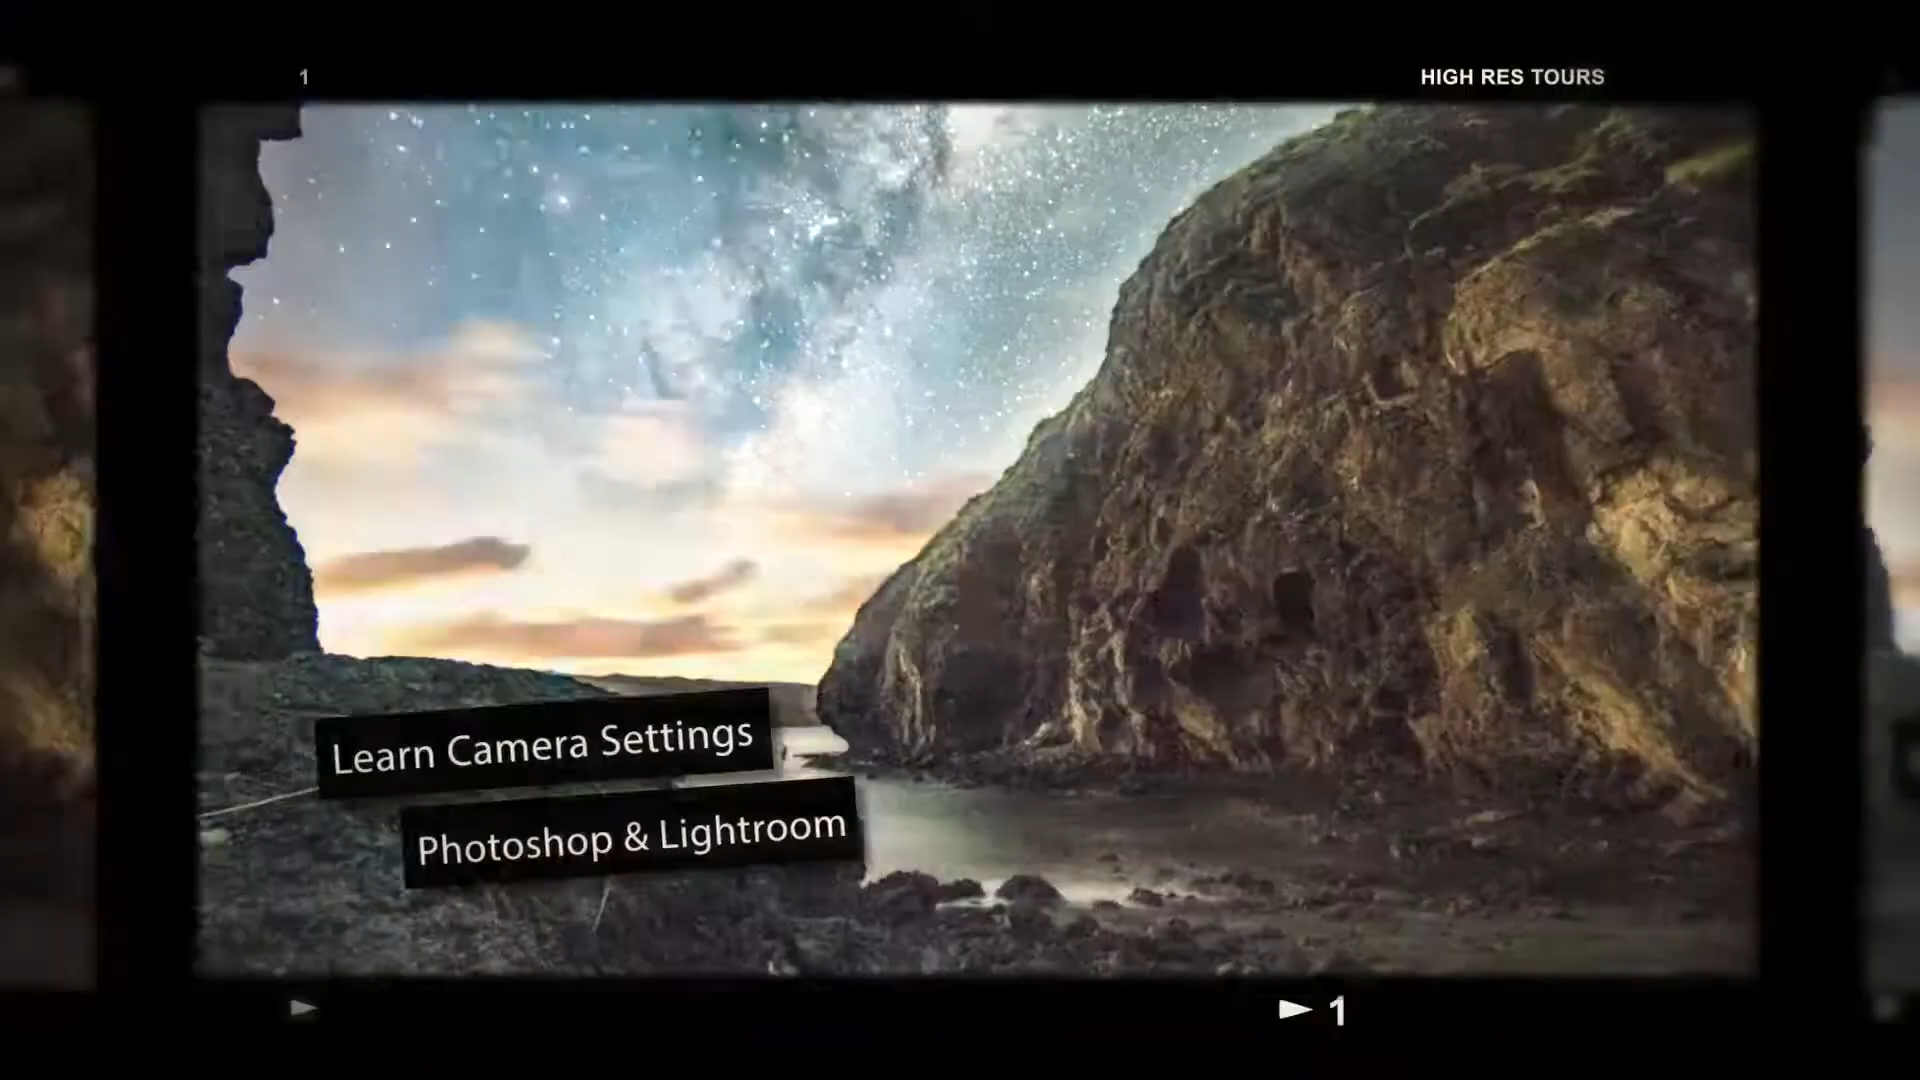 1
HIGH RES TOURS
Learn Camera Settings
Photoshop & Lightroom
1